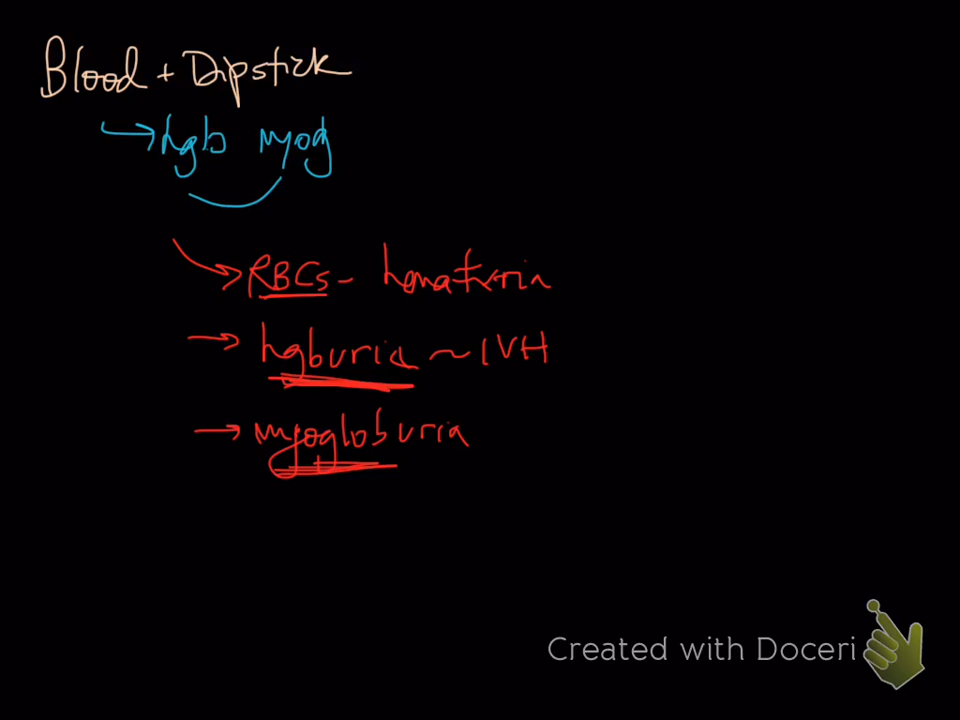 Blood + Dipstick
→ hgb myog
→ RBCs - hematuria
→ hgburia ~ IVH
→ myogloburia
Created with Doceri